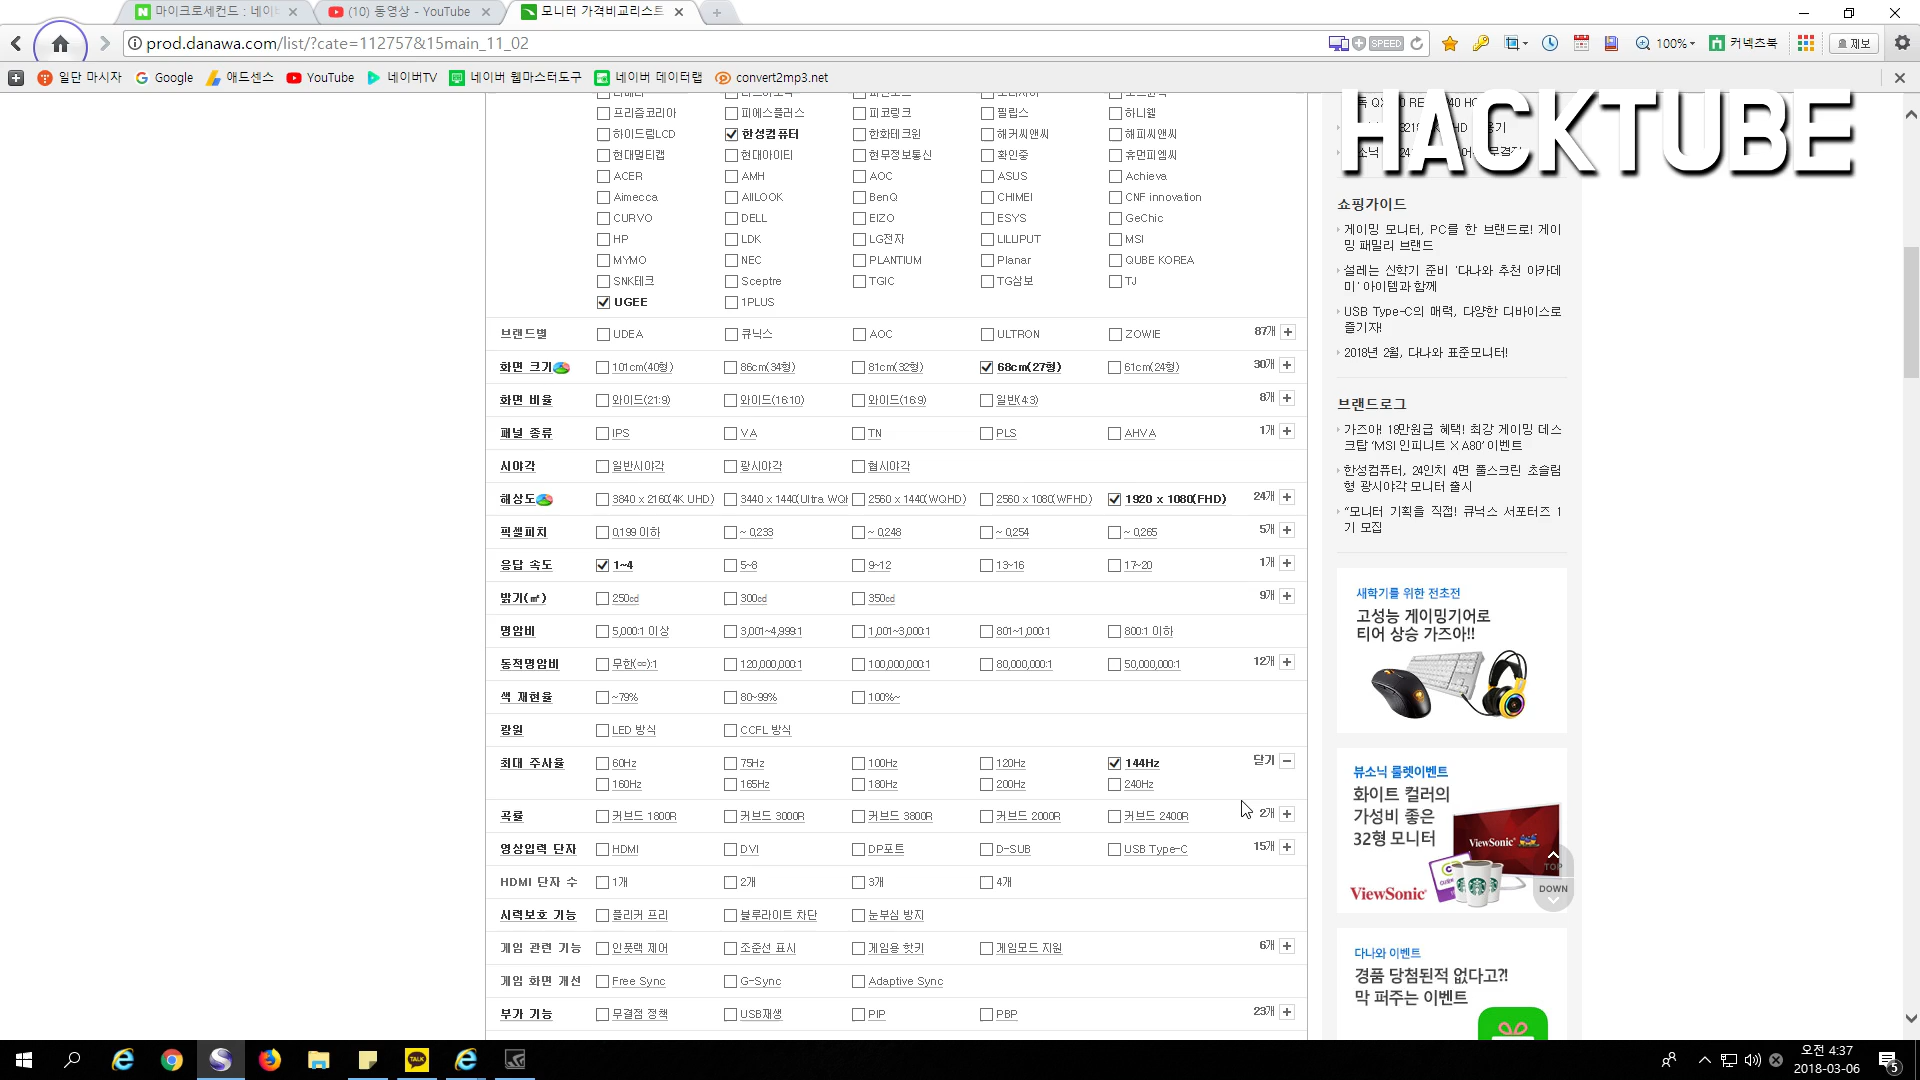 마이크로세컨드 : 네이
(10) 동영상 - YouTube
모니터 가격비교리스트
prod.danawa.com/list/?cate=112757&15main_11_02
SPEED
100%
커넥츠북
제보
일단 마시자
Google
애드센스
YouTube
네이버TV
네이버 웹마스터도구
네이버 데이터랩
convert2mp3.net
HACKTUBE
프리즘코리아 피에스플러스 피코링크 필립스 하니웰
하이드림LCD 한성컴퓨터 한화테크윈 해커씨앤씨 해피씨앤씨
현대멀티캡 현대아이티 현무정보통신 확인중 휴먼피엠씨
ACER AMH AOC ASUS Achieva
Aimecca AIILOOK BenQ CHIMEI CNF innovation
CURVO DELL EIZO ESYS GeChic
HP LDK LG전자 LILLIPUT MSI
MYMO NEC PLANTIUM Planar QUBE KOREA
SNK테크 Sceptre TGIC TG삼보 TJ
UGEE 1PLUS
브랜드별 UDEA 큐닉스 AOC ULTRON ZOWIE 87개
화면 크기 101cm(40형) 86cm(34형) 81cm(32형) 68cm(27형) 61cm(24형) 30개
화면 비율 와이드(21:9) 와이드(16:10) 와이드(16:9) 일반(4:3) 8개
패널 종류 IPS VA TN PLS AHVA 1개
시야각 일반시야각 광시야각 협시야각
해상도 3840 x 2160(4K UHD) 3440 x 1440(Ultra WQH 2560 x 1440(WQHD) 2560 x 1080(WFHD) 1920 x 1080(FHD) 24개
픽셀피치 0,199 이하 ~ 0,233 ~ 0,248 ~ 0,254 ~ 0,265 5개
응답 속도 1~4 5~8 9~12 13~16 17~20 1개
밝기(㎡) 250cd 300cd 350cd 9개
명암비 5,000:1 이상 3,001~4,999:1 1,001~3,000:1 801~1,000:1 800:1 이하
동적명암비 무한(∞):1 120,000,000:1 100,000,000:1 80,000,000:1 50,000,000:1 12개
색 재현율 ~79% 80~99% 100%~
광원 LED 방식 CCFL 방식
최대 주사율 60Hz 75Hz 100Hz 120Hz 144Hz 닫기
160Hz 165Hz 180Hz 200Hz 240Hz
곡률 커브드 1800R 커브드 3000R 커브드 3800R 커브드 2000R 커브드 2400R 2개
영상입력 단자 HDMI DVI DP포트 D-SUB USB Type-C 15개
HDMI 단자 수 1개 2개 3개 4개
시력보호 기능 플리커 프리 블루라이트 차단 눈부심 방지
게임 관련 기능 인풋랙 제어 조준선 표시 게임용 핫키 게임모드 지원 6개
게임 화면 개선 Free Sync G-Sync Adaptive Sync
부가 기능 무결점 정책 USB재생 PIP PBP 23개
쇼핑가이드
게이밍 모니터, PC를 한 브랜드로! 게이
밍 패밀리 브랜드
설레는 신학기 준비 '다나와 추천 아카데
미' 아이템과 함께
USB Type-C의 매력, 다양한 디바이스로
즐기자!
2018년 2월, 다나와 표준모니터!
브랜드로그
가즈아! 18만원급 혜택! 최강 게이밍 데스
크탑 ‘MSI 인피니트 X A80’ 이벤트
한성컴퓨터, 24인치 4면 풀스크린 초슬림
형 광시야각 모니터 출시
“모니터 기획을 직접! 큐닉스 서포터즈 1
기 모집
새학기를 위한 전초전
고성능 게이밍기어로
티어 상승 가즈아!!
뷰소닉 룰렛이벤트
화이트 컬러의
가성비 좋은
32형 모니터
ViewSonic
ViewSonic
TOP
DOWN
다나와 이벤트
경품 당첨된적 없다고?!
막 퍼주는 이벤트
TALK
오전 4:37
2018-03-06
5